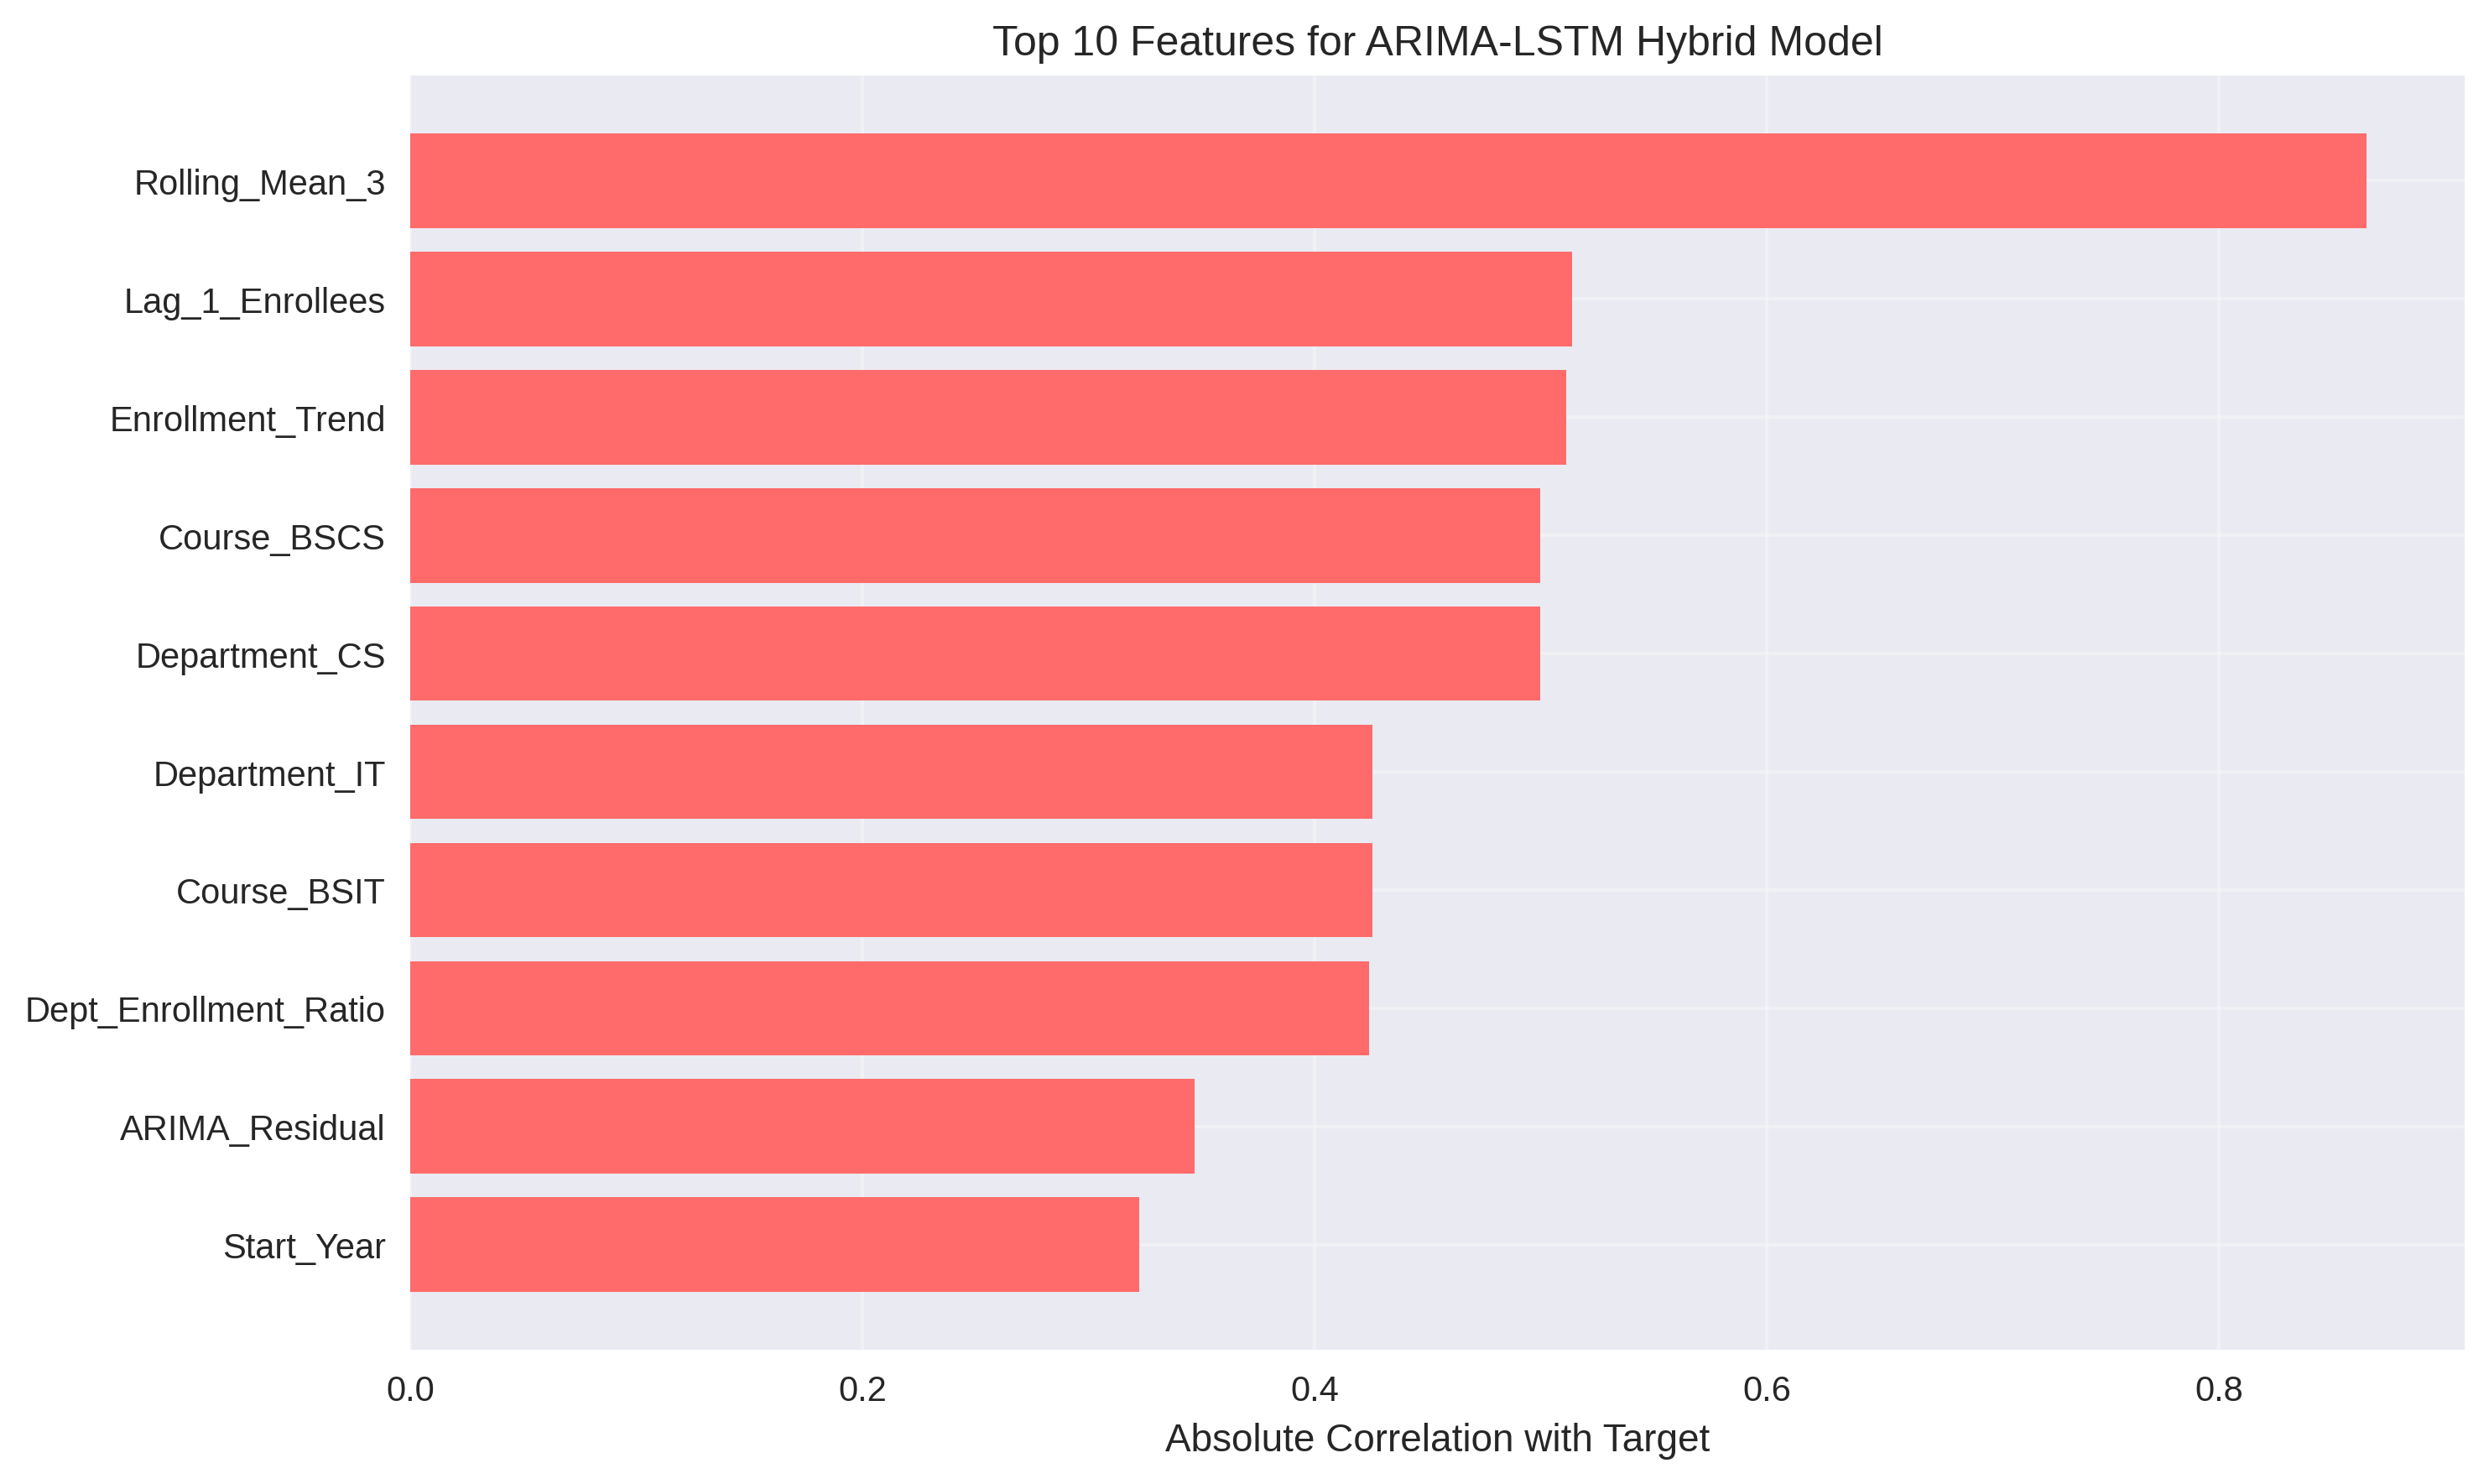 Top 10 Features for ARIMA-LSTM Hybrid Model
Rolling_Mean_3
Lag_1_Enrollees
Enrollment_Trend
Course_BSCS
Department_CS
Department_IT
Course_BSIT
Dept_Enrollment_Ratio
ARIMA_Residual
Start_Year
0.0 0.2 0.4 0.6 0.8
Absolute Correlation with Target